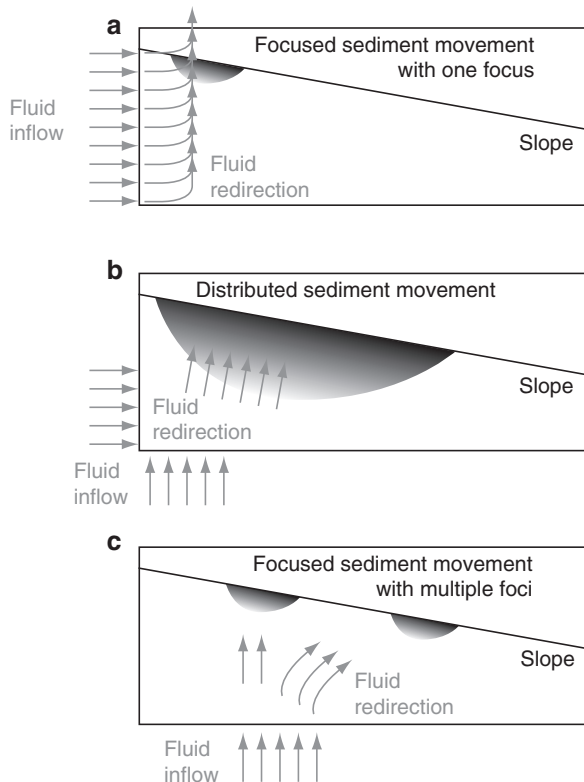 a
Focused sediment movement
with one focus
Fluid
inflow
Slope
Fluid
redirection
b
Distributed sediment movement
Slope
Fluid
redirection
Fluid
inflow
c
Focused sediment movement
with multiple foci
Slope
Fluid
redirection
Fluid
inflow